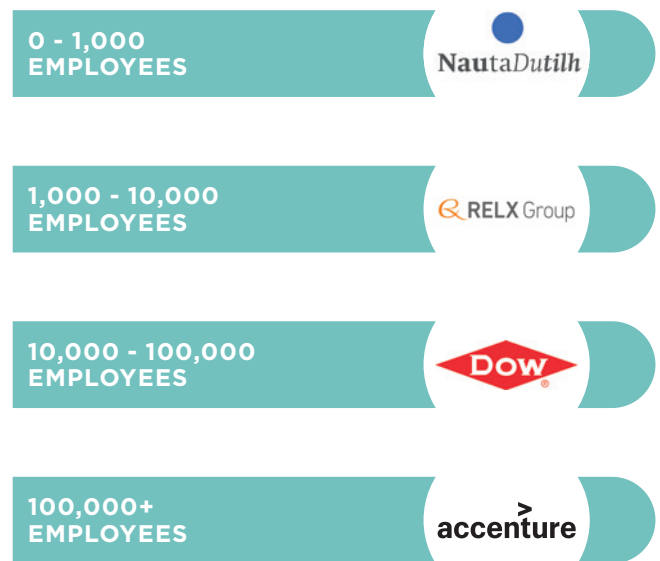 0 - 1,000
EMPLOYEES
NautaDutilh
1,000 - 10,000
EMPLOYEES
RELX Group
10,000 - 100,000
EMPLOYEES
DOW
®
100,000+
EMPLOYEES
>
accenture